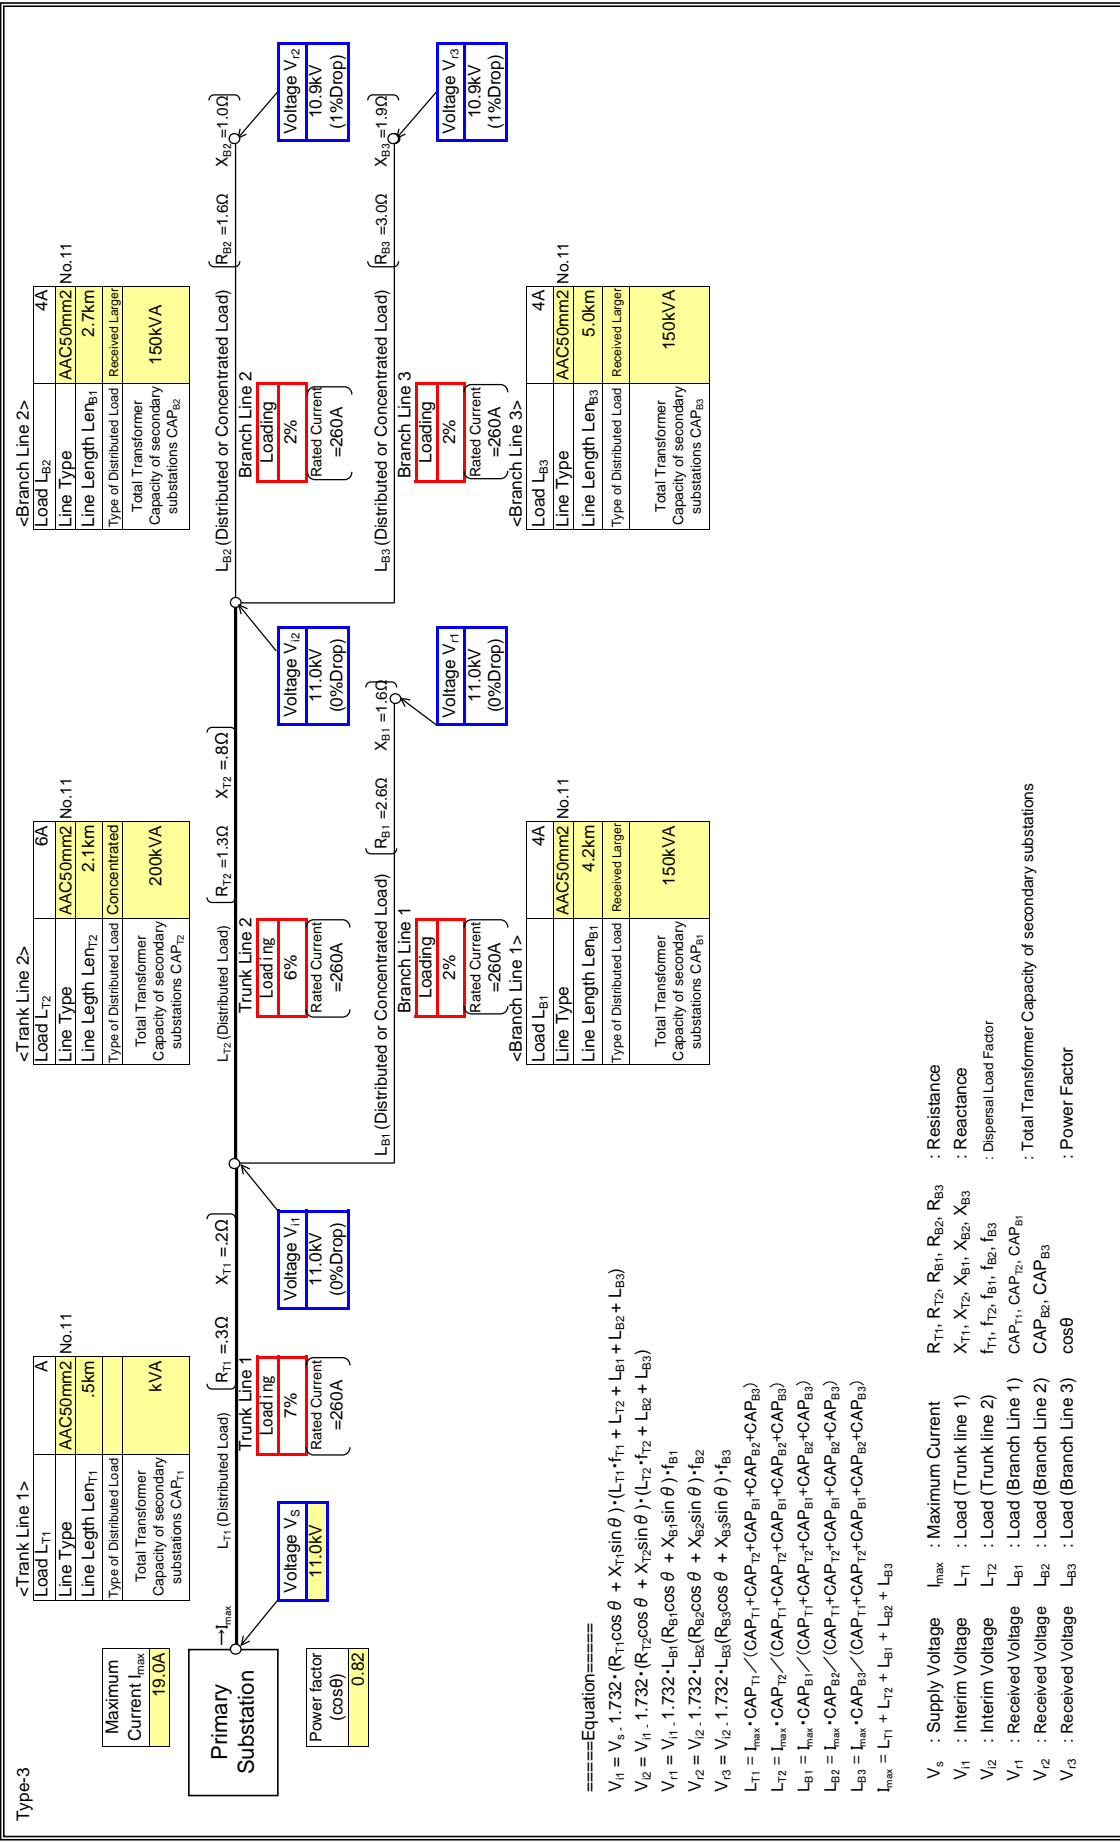 Type-3
Maximum
Current Imax
19.0A
Power factor
(cosθ)
0.82
Primary
Substation
→Imax
Voltage Vs
11.0kV
<Trank Line 1>
Load LT1 A
Line Type AAC50mm2 No.11
Line Legth LenT1 .5km
Type of Distributed Load
Total Transformer
Capacity of secondary
substations CAPT1
kVA
LT1 (Distributed Load)
RT1 =.3Ω XT1 =.2Ω
Trunk Line 1
Loading
7%
Rated Current
=260A
Voltage Vi1
11.0kV
(0%Drop)
<Trank Line 2>
Load LT2 6A
Line Type AAC50mm2 No.11
Line Legth LenT2 2.1km
Type of Distributed Load Concentrated
Total Transformer
Capacity of secondary
substations CAPT2
200kVA
LT2 (Distributed Load)
RT2 =1.3Ω XT2 =.8Ω
Trunk Line 2
Loading
6%
Rated Current
=260A
Voltage Vi2
11.0kV
(0%Drop)
LB1 (Distributed or Concentrated Load)
RB1 =2.6Ω XB1 =1.6Ω
Branch Line 1
Loading
2%
Rated Current
=260A
Voltage Vr1
11.0kV
(0%Drop)
<Branch Line 1>
Load LB1 4A
Line Type AAC50mm2 No.11
Line Length LenB1 4.2km
Type of Distributed Load Received Larger
Total Transformer
Capacity of secondary
substations CAPB1
150kVA
<Branch Line 2>
Load LB2 4A
Line Type AAC50mm2 No.11
Line Length LenB1 2.7km
Type of Distributed Load Received Larger
Total Transformer
Capacity of secondary
substations CAPB2
150kVA
LB2 (Distributed or Concentrated Load)
RB2 =1.6Ω XB2 =1.0Ω
Branch Line 2
Loading
2%
Rated Current
=260A
Voltage Vr2
10.9kV
(1%Drop)
LB3 (Distributed or Concentrated Load)
RB3 =3.0Ω XB3 =1.9Ω
Branch Line 3
Loading
2%
Rated Current
=260A
Voltage Vr3
10.9kV
(1%Drop)
<Branch Line 3>
Load LB3 4A
Line Type AAC50mm2 No.11
Line Length LenB3 5.0km
Type of Distributed Load Received Larger
Total Transformer
Capacity of secondary
substations CAPB3
150kVA
=====Equation=====
Vi1 = Vs - 1.732・(RT1cos θ + XT1sin θ)・(LT1・fT1 + LT2 + LB1 + LB2 + LB3)
Vi2 = Vi1 - 1.732・(RT2cos θ + XT2sin θ)・(LT2・fT2 + LB2 + LB3)
Vr1 = Vi1 - 1.732・LB1(RB1cos θ + XB1sin θ)・fB1
Vr2 = Vi2 - 1.732・LB2(RB2cos θ + XB2sin θ)・fB2
Vr3 = Vi2 - 1.732・LB3(RB3cos θ + XB3sin θ)・fB3
LT1 = Imax・CAPT1／(CAPT1+CAPT2+CAPB1+CAPB2+CAPB3)
LT2 = Imax・CAPT2／(CAPT1+CAPT2+CAPB1+CAPB2+CAPB3)
LB1 = Imax・CAPB1／(CAPT1+CAPT2+CAPB1+CAPB2+CAPB3)
LB2 = Imax・CAPB2／(CAPT1+CAPT2+CAPB1+CAPB2+CAPB3)
LB3 = Imax・CAPB3／(CAPT1+CAPT2+CAPB1+CAPB2+CAPB3)
Imax = LT1 + LT2 + LB1 + LB2 + LB3
Vs : Supply Voltage Imax : Maximum Current RT1, RT2, RB1, RB2, RB3 : Resistance
Vi1 : Interim Voltage LT1 : Load (Trunk line 1) XT1, XT2, XB1, XB2, XB3 : Reactance
Vi2 : Interim Voltage LT2 : Load (Trunk line 2) fT1, fT2, fB1, fB2, fB3 : Dispersal Load Factor
Vr1 : Received Voltage LB1 : Load (Branch Line 1) CAPT1, CAPT2, CAPB1 : Total Transformer Capacity of secondary substations
Vr2 : Received Voltage LB2 : Load (Branch Line 2) CAPB2, CAPB3
Vr3 : Received Voltage LB3 : Load (Branch Line 3) cosθ : Power Factor